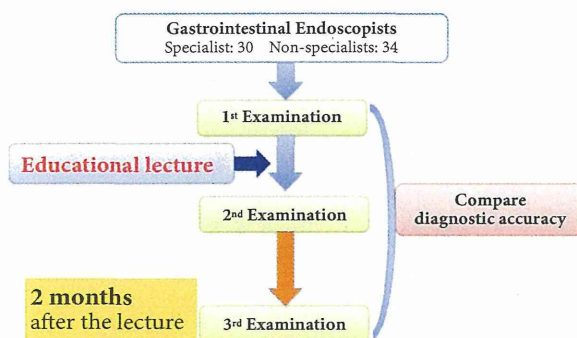 Gastrointestinal Endoscopists
Specialist: 30 Non-specialists: 34
1st Examination
Educational lecture
2nd Examination
Compare
diagnostic accuracy
2 months
after the lecture
3rd Examination